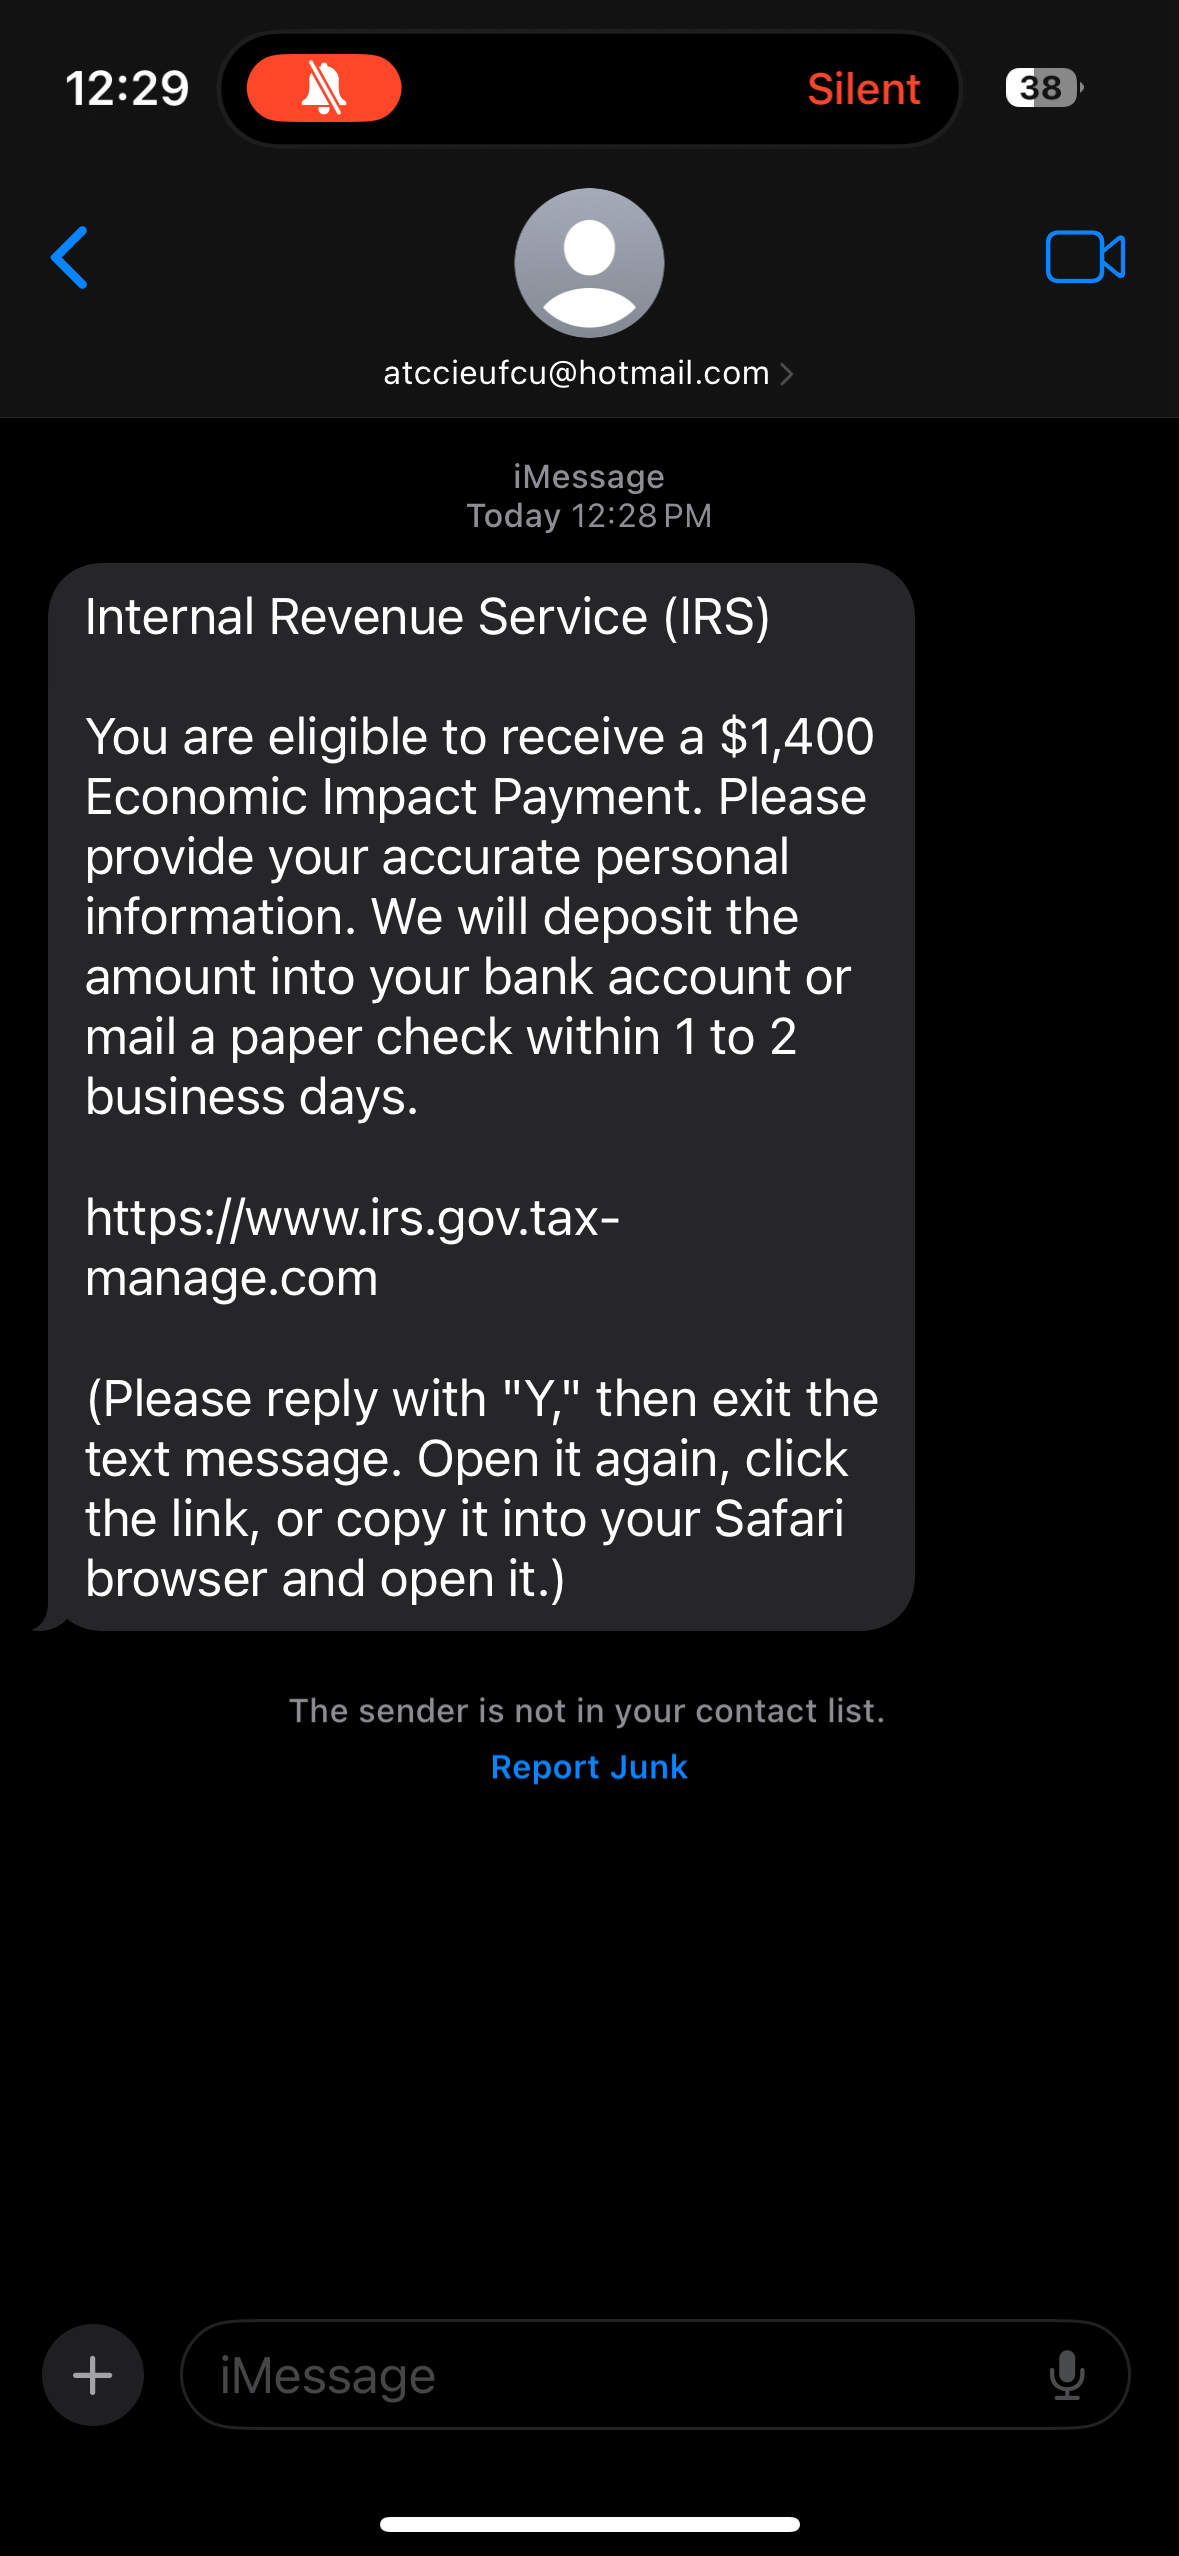 12:29
Silent
38
atccieufcu@hotmail.com
iMessage
Today 12:28 PM
Internal Revenue Service (IRS)
You are eligible to receive a $1,400
Economic Impact Payment. Please
provide your accurate personal
information. We will deposit the
amount into your bank account or
mail a paper check within 1 to 2
business days.
https://www.irs.gov.tax-
manage.com
(Please reply with "Y," then exit the
text message. Open it again, click
the link, or copy it into your Safari
browser and open it.)
The sender is not in your contact list.
Report Junk
iMessage